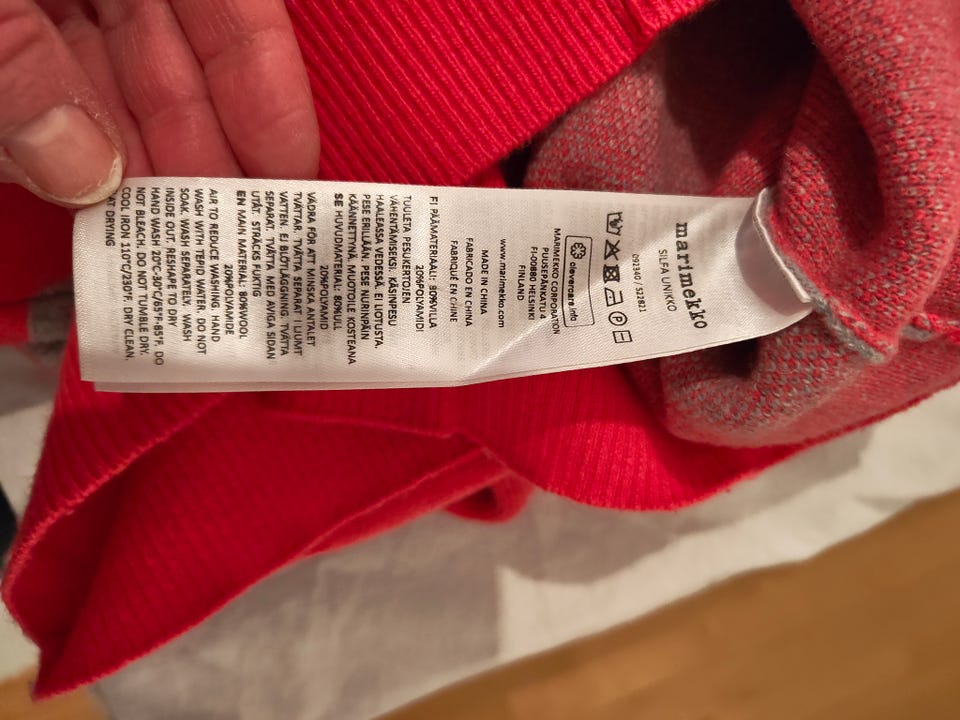 marimekko
SILFA UNIKKO
092340 / 522821
clevercare.info
MARIMEKKO CORPORATION
PUUSEPÄNKATU 4
FI-00880 HELSINKI
FINLAND
www.marimekko.com
MADE IN CHINA
FABRICADO EN CHINA
FABRIQUÉ EN CHINE
FI PÄÄMATERIAALI: 80%VILLA
20%POLYAMIDI
TUULETA PESUKERTOJEN
VÄHENTÄMISEKSI. KÄSINPESU
HAALEASSA VEDESSÄ. EI LIOTUSTA.
PESE ERILLÄÄN. PESE NURINPÄIN
KÄÄNNETTYNÄ. MUOTOILE KOSTEANA
SE HUVUDMATERIAL: 80%ULL
20%POLYAMID
VÄDRA FÖR ATT MINSKA ANTALET
TVÄTTAR. TVÄTTA SEPARAT I LJUMT
VATTEN. EJ BLÖTLÄGGNING. TVÄTTA
SEPARAT. TVÄTTA MED AVIGA SIDAN
UTÅT. STRÄCKS FUKTIG
EN MAIN MATERIAL: 80%WOOL
20%POLYAMIDE
AIR TO REDUCE WASHING. HAND
WASH WITH TEPID WATER. DO NOT
SOAK. WASH SEPARATELY. WASH
INSIDE OUT. RESHAPE TO DRY
HAND WASH 20°C-30°C/65°F-85°F. DO
NOT BLEACH. DO NOT TUMBLE DRY.
COOL IRON 110°C/230°F. DRY CLEAN.
AT DRYING